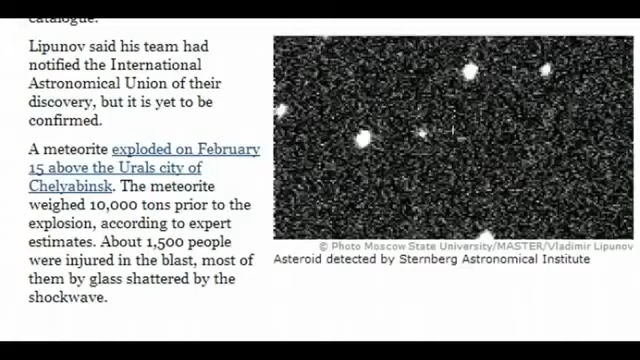 catalogue.
Lipunov said his team had
notified the International
Astronomical Union of their
discovery, but it is yet to be
confirmed.
A meteorite exploded on February
15 above the Urals city of
Chelyabinsk. The meteorite
weighed 10,000 tons prior to the
explosion, according to expert
estimates. About 1,500 people
were injured in the blast, most of
them by glass shattered by the
shockwave.
© Photo Moscow State University/MASTER/Vladimir Lipunov
Asteroid detected by Sternberg Astronomical Institute